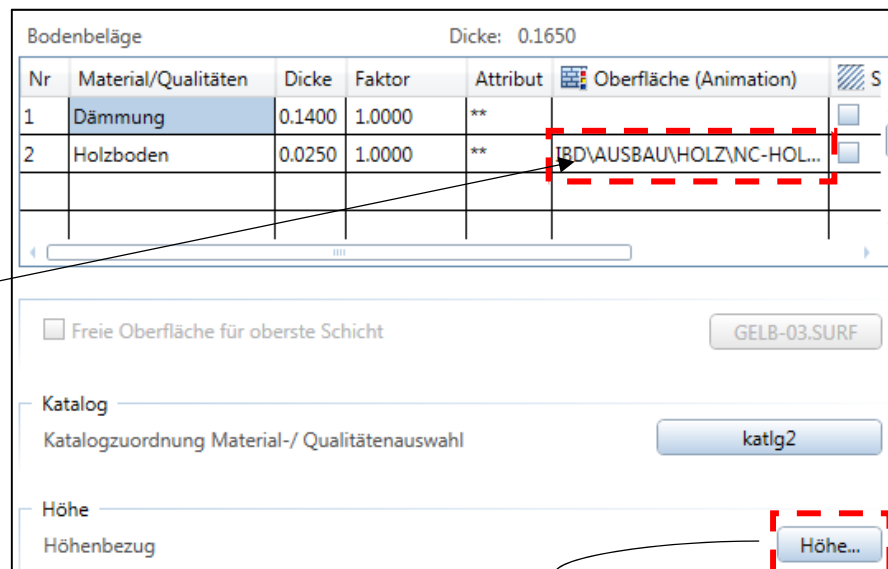 Bodenbeläge Dicke: 0.1650
Nr Material/Qualitäten Dicke Faktor Attribut Oberfläche (Animation) S
1 Dämmung 0.1400 1.0000 **
2 Holzboden 0.0250 1.0000 ** IBD\AUSBAU\HOLZ\NC-HOL...
Freie Oberfläche für oberste Schicht GELB-03.SURF
Katalog
Katalogzuordnung Material-/ Qualitätenauswahl katlg2
Höhe
Höhenbezug Höhe...